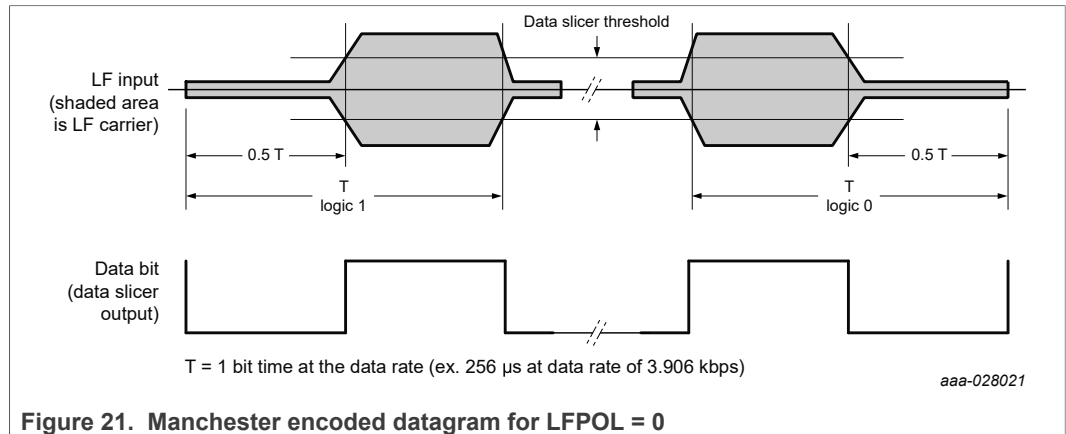 Data slicer threshold
LF input
(shaded area
is LF carrier)
0.5 T
0.5 T
T
logic 1
T
logic 0
Data bit
(data slicer
output)
T = 1 bit time at the data rate (ex. 256 µs at data rate of 3.906 kbps)
aaa-028021
Figure 21. Manchester encoded datagram for LFPOL = 0